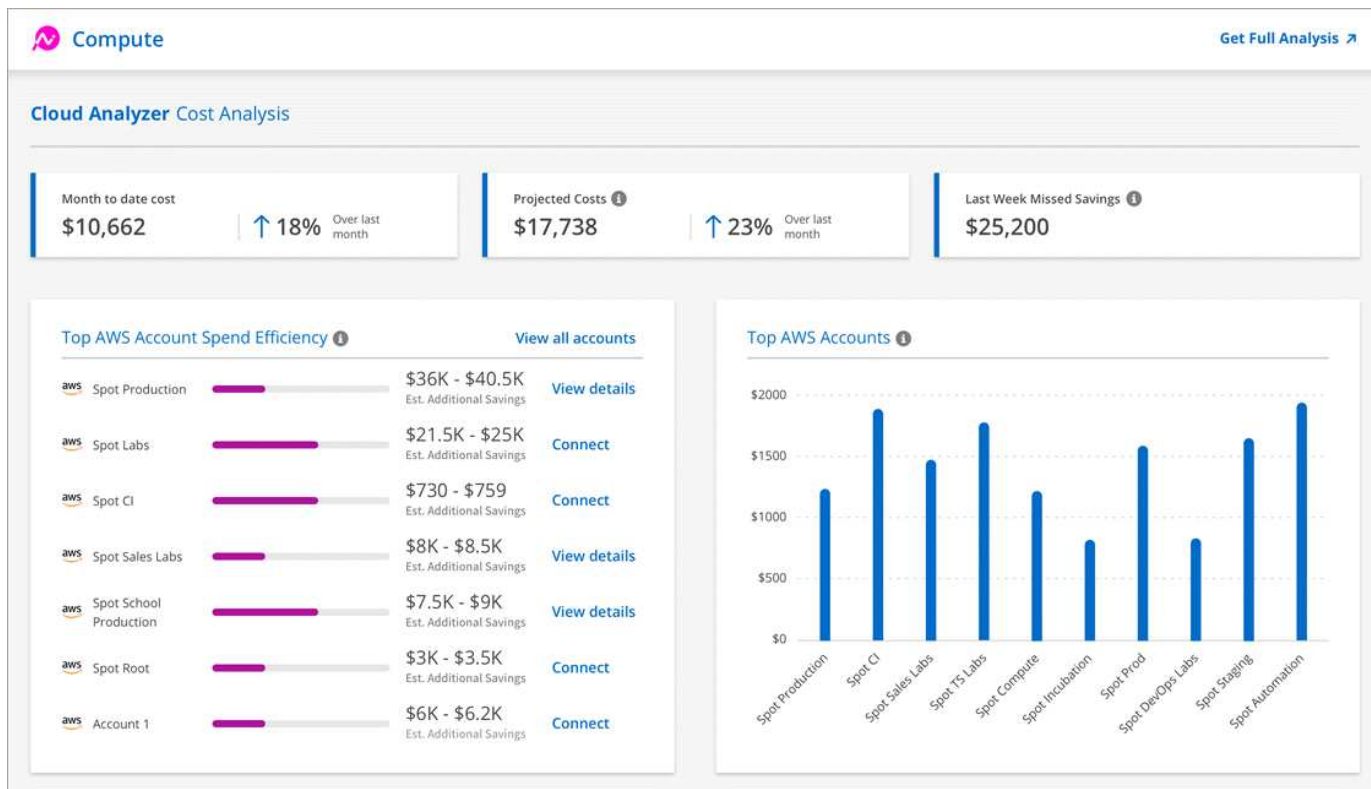 Compute
Get Full Analysis
Cloud Analyzer Cost Analysis
Month to date cost
$10,662
18%
Over last
month
Projected Costs
$17,738
23%
Over last
month
Last Week Missed Savings
$25,200
Top AWS Account Spend Efficiency
View all accounts
aws
Spot Production
$36K - $40.5K
Est. Additional Savings
View details
aws
Spot Labs
$21.5K - $25K
Est. Additional Savings
Connect
aws
Spot CI
$730 - $759
Est. Additional Savings
Connect
aws
Spot Sales Labs
$8K - $8.5K
Est. Additional Savings
View details
aws
Spot School
Production
$7.5K - $9K
Est. Additional Savings
View details
aws
Spot Root
$3K - $3.5K
Est. Additional Savings
Connect
aws
Account 1
$6K - $6.2K
Est. Additional Savings
Connect
Top AWS Accounts
$2000
$1500
$1000
$500
$0
Spot Production
Spot CI
Spot Sales Labs
Spot TS Labs
Spot Compute
Spot Incubation
Spot Prod
Spot DevOps Labs
Spot Staging
Spot Automation